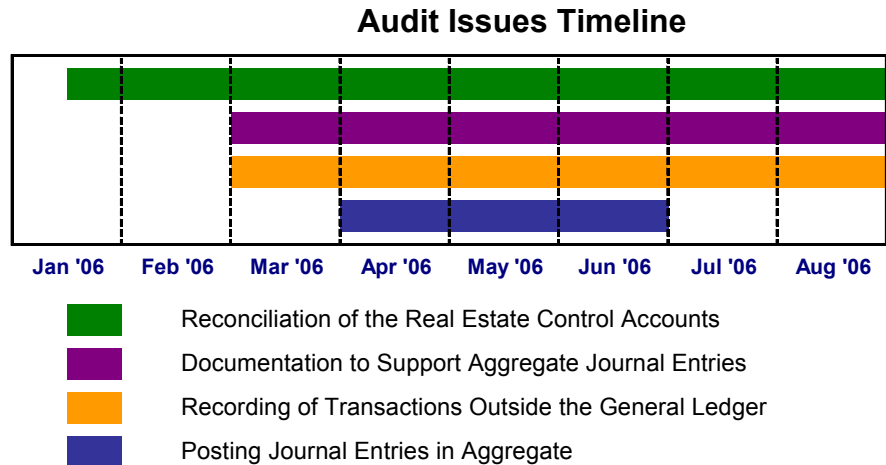 Audit Issues Timeline
Jan '06 Feb '06 Mar '06 Apr '06 May '06 Jun '06 Jul '06 Aug '06
Reconciliation of the Real Estate Control Accounts
Documentation to Support Aggregate Journal Entries
Recording of Transactions Outside the General Ledger
Posting Journal Entries in Aggregate